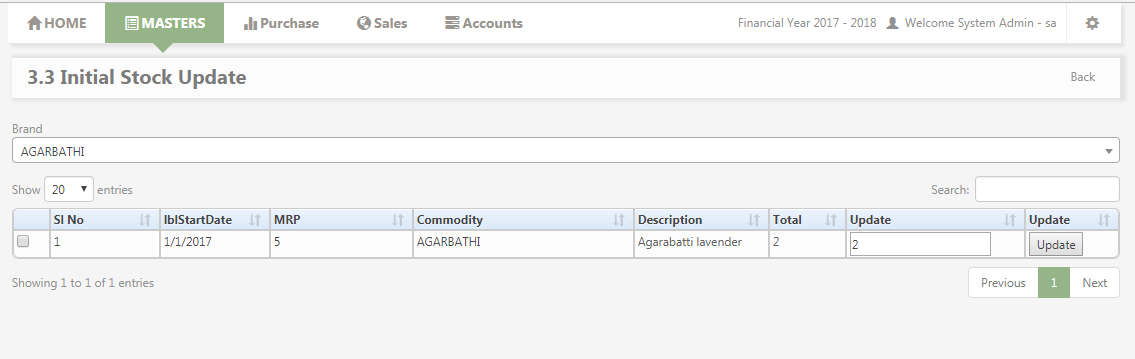 HOME MASTERS Purchase Sales Accounts Financial Year 2017 - 2018 Welcome System Admin - sa
3.3 Initial Stock Update Back
Brand
AGARBATHI
Show 20 entries Search:
Sl No lblStartDate MRP Commodity Description Total Update Update
1 1/1/2017 5 AGARBATHI Agarabatti lavender 2 2 Update
Showing 1 to 1 of 1 entries Previous 1 Next